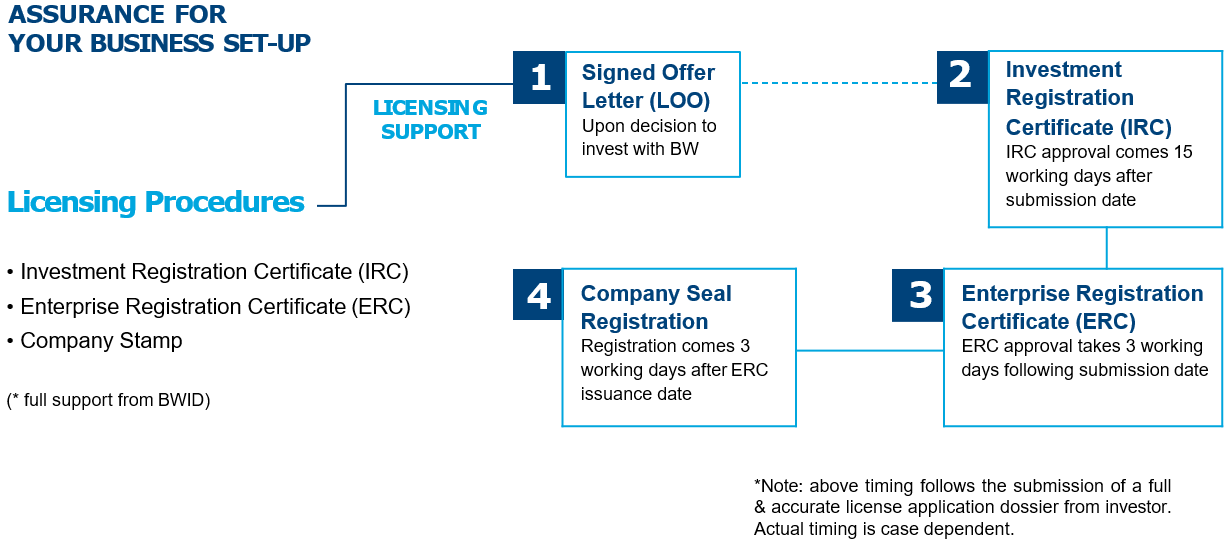 ASSURANCE FOR
YOUR BUSINESS SET-UP
LICENSING
SUPPORT
1
Signed Offer
Letter (LOO)
Upon decision to
invest with BW
2
Investment
Registration
Certificate (IRC)
IRC approval comes 15
working days after
submission date
Licensing Procedures
• Investment Registration Certificate (IRC)
• Enterprise Registration Certificate (ERC)
• Company Stamp
(* full support from BWID)
3
Enterprise Registration
Certificate (ERC)
ERC approval takes 3 working
days following submission date
4
Company Seal
Registration
Registration comes 3
working days after ERC
issuance date
*Note: above timing follows the submission of a full
& accurate license application dossier from investor.
Actual timing is case dependent.